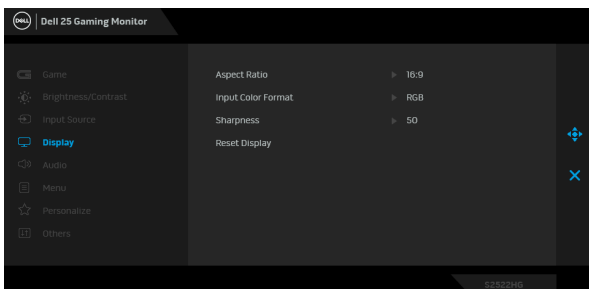 DELL
Dell 25 Gaming Monitor
Game
Brightness/Contrast
Input Source
Display
Audio
Menu
Personalize
Others
Aspect Ratio 16:9
Input Color Format RGB
Sharpness 50
Reset Display
S2522HG